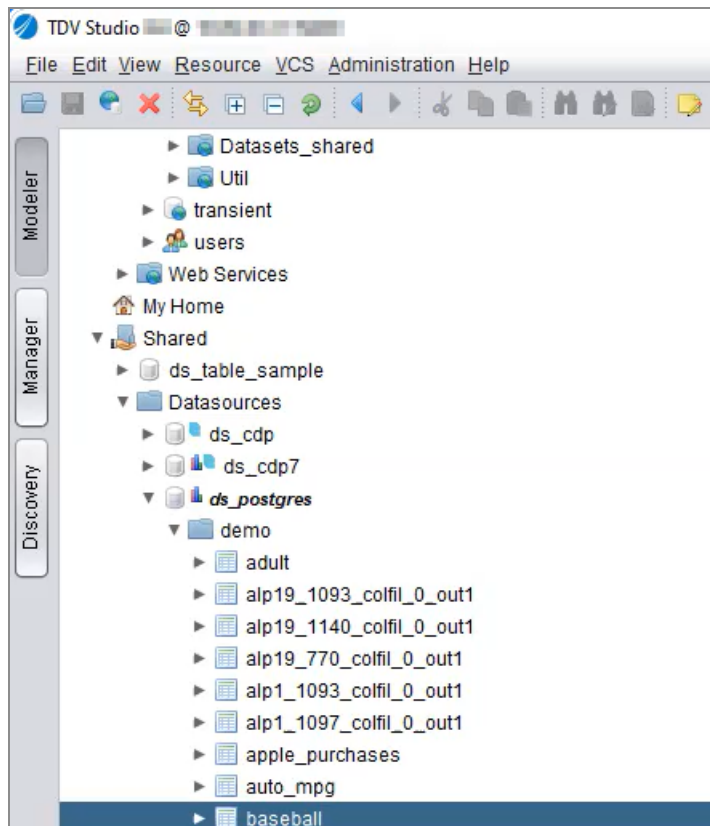 TDV Studio @
File Edit View Resource VCS Administration Help
Modeler
Manager
Discovery
Datasets_shared
Util
transient
users
Web Services
My Home
Shared
ds_table_sample
Datasources
ds_cdp
ds_cdp7
ds_postgres
demo
adult
alp19_1093_colfil_0_out1
alp19_1140_colfil_0_out1
alp19_770_colfil_0_out1
alp1_1093_colfil_0_out1
alp1_1097_colfil_0_out1
apple_purchases
auto_mpg
baseball